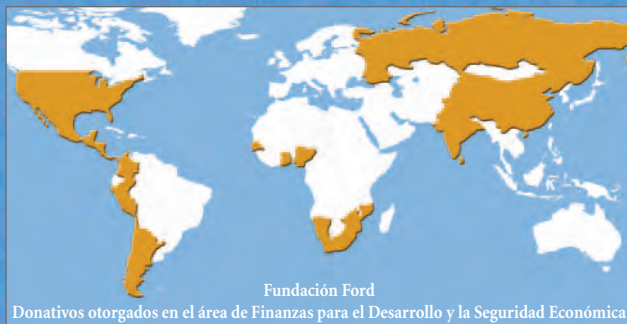 Fundación Ford
Donativos otorgados en el área de Finanzas para el Desarrollo y la Seguridad Económica